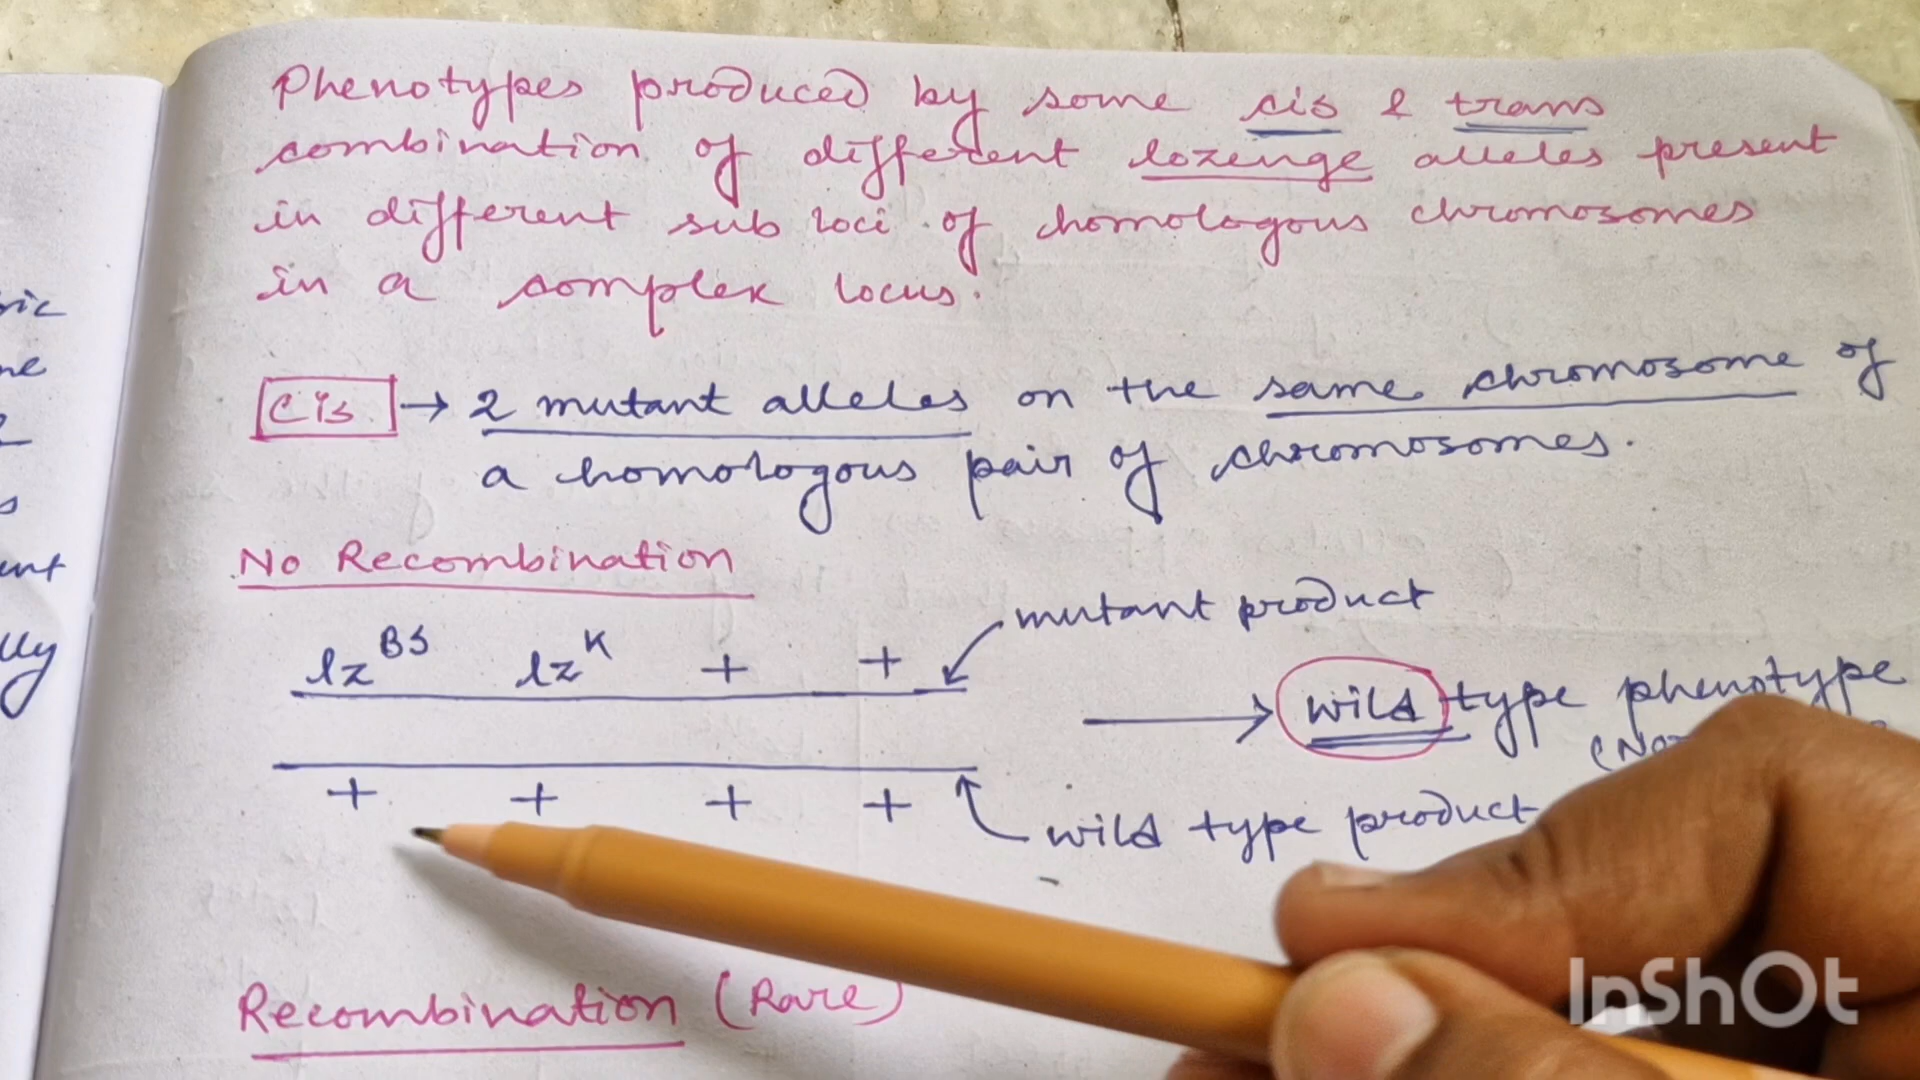 Phenotypes produced by some cis & trans
combination of different lozenge alleles present
in different sub loci of homologous chromosomes
in a complex locus.
Cis → 2 mutant alleles on the same chromosome of
a homologous pair of chromosomes.
No Recombination
mutant product
lz^BS lz^K + +
→ wild type phenotype
+ + + +
wild type product
Recombination (Rare)
InShOt